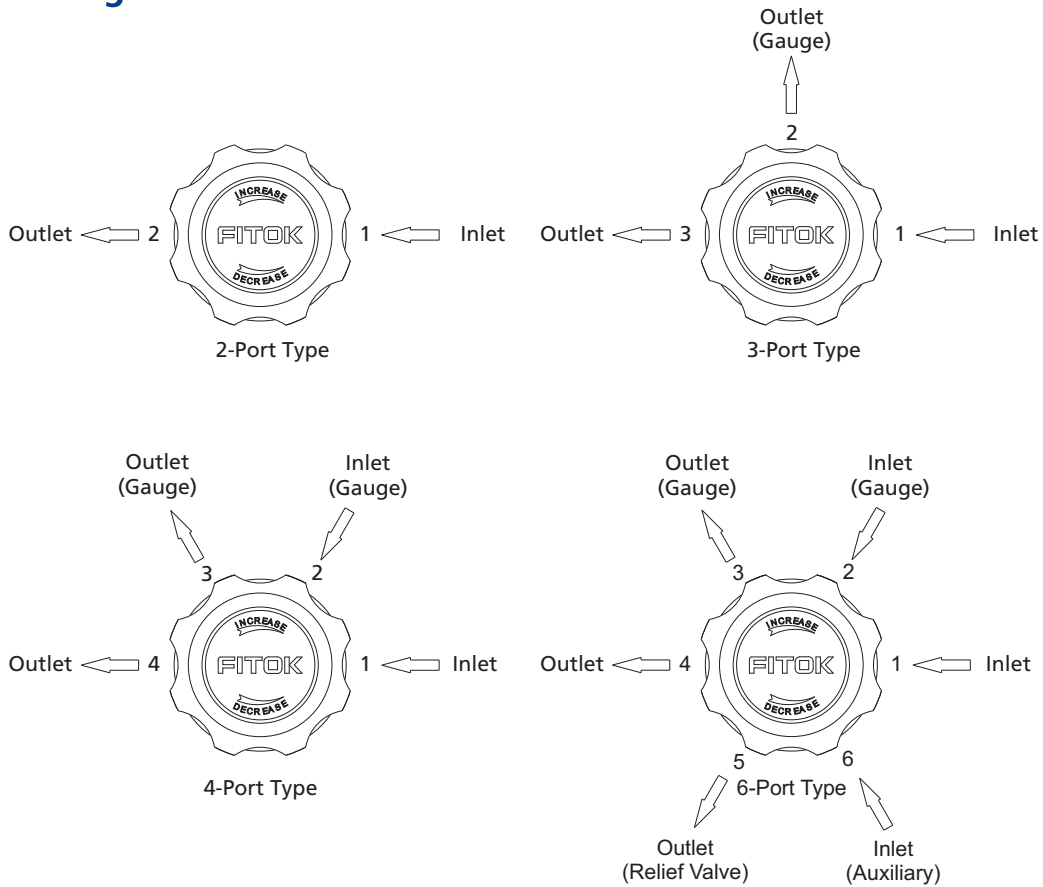 Outlet
(Gauge)
2
Outlet 2 INCREASE FITOK DECREASE 1 Inlet
Outlet 3 INCREASE FITOK DECREASE 1 Inlet
2-Port Type
3-Port Type
Outlet
(Gauge)
Inlet
(Gauge)
3
2
Outlet 4 INCREASE FITOK DECREASE 1 Inlet
4-Port Type
Outlet
(Gauge)
Inlet
(Gauge)
3
2
Outlet 4 INCREASE FITOK DECREASE 1 Inlet
5
6
6-Port Type
Outlet
(Relief Valve)
Inlet
(Auxiliary)